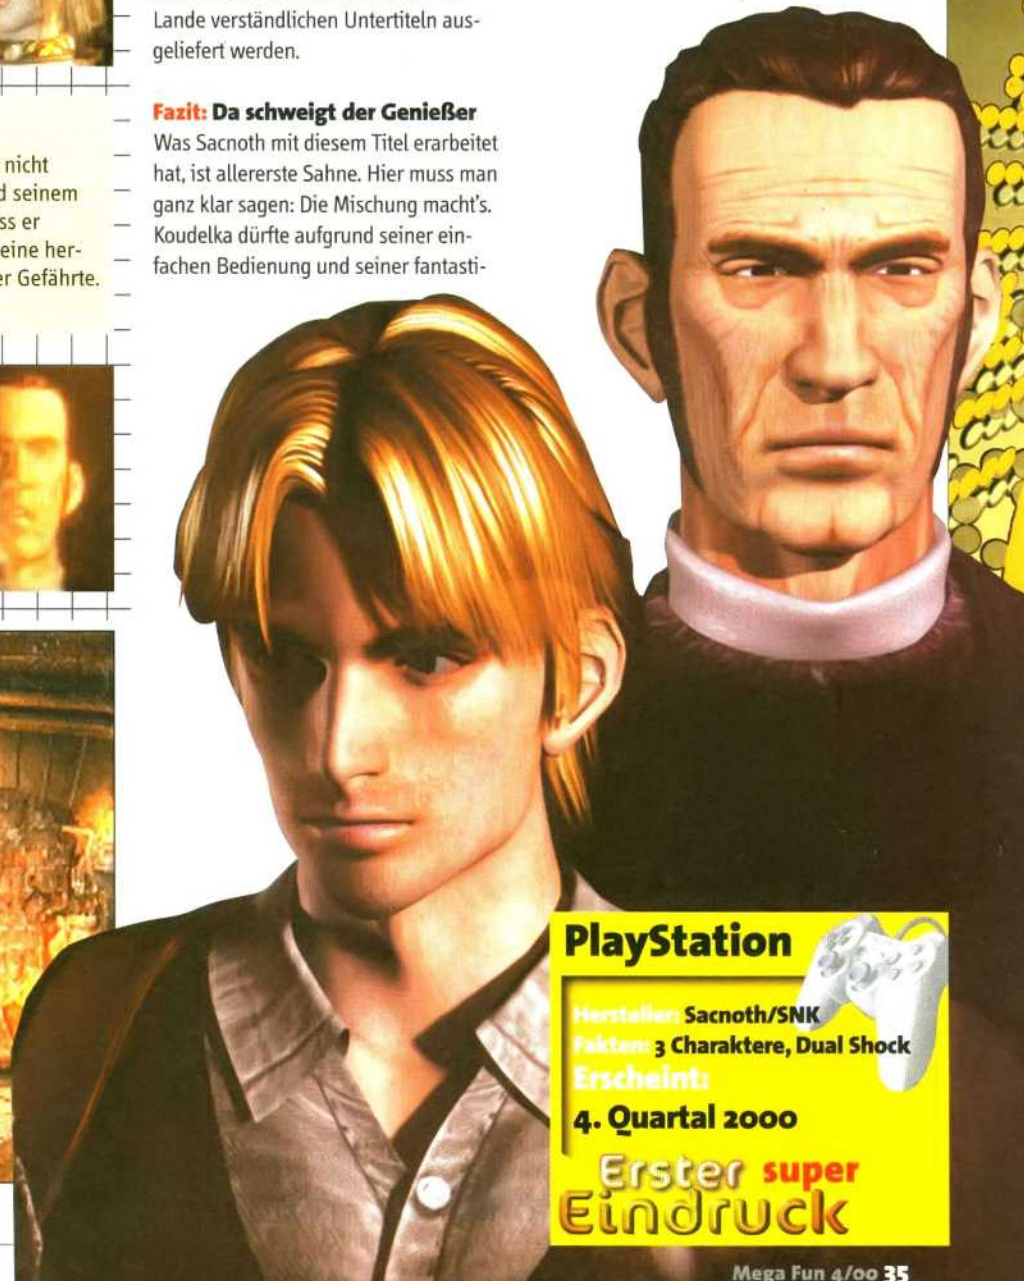 Lande verständlichen Untertiteln aus-
geliefert werden.
Fazit: Da schweigt der Genießer
Was Sacnoth mit diesem Titel erarbeitet
hat, ist allererste Sahne. Hier muss man
ganz klar sagen: Die Mischung macht's.
Koudelka dürfte aufgrund seiner ein-
fachen Bedienung und seiner fantasti-
nicht
d seinem
ss er
eine her-
er Gefährte.
PlayStation
Hersteller: Sacnoth/SNK
Fakten: 3 Charaktere, Dual Shock
Erscheint:
4. Quartal 2000
Erster super
Eindruck
Mega Fun 4/00 35